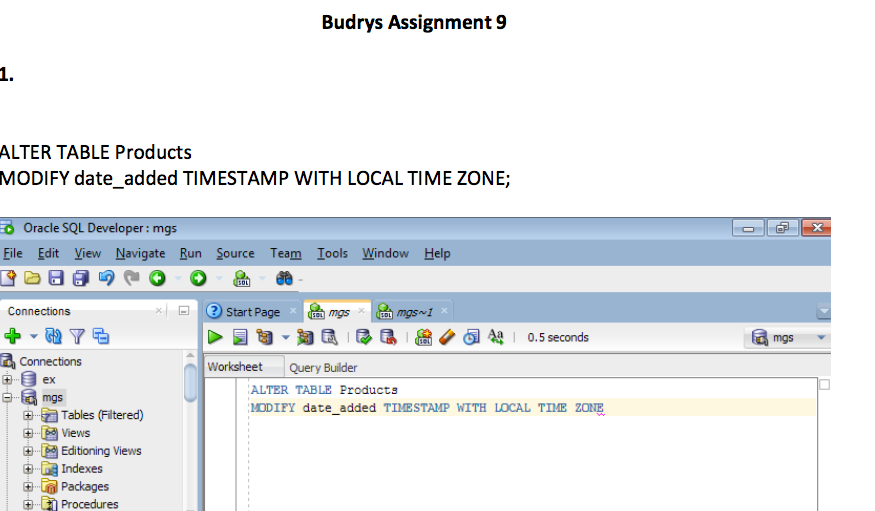 Budrys Assignment 9
1.
ALTER TABLE Products
MODIFY date_added TIMESTAMP WITH LOCAL TIME ZONE;
Oracle SQL Developer : mgs
File Edit View Navigate Run Source Team Tools Window Help
Connections
Start Page mgs mgs~1
0.5 seconds
mgs
Connections
ex
mgs
Tables (Filtered)
Views
Editioning Views
Indexes
Packages
Procedures
Worksheet Query Builder
ALTER TABLE Products
MODIFY date_added TIMESTAMP WITH LOCAL TIME ZONE